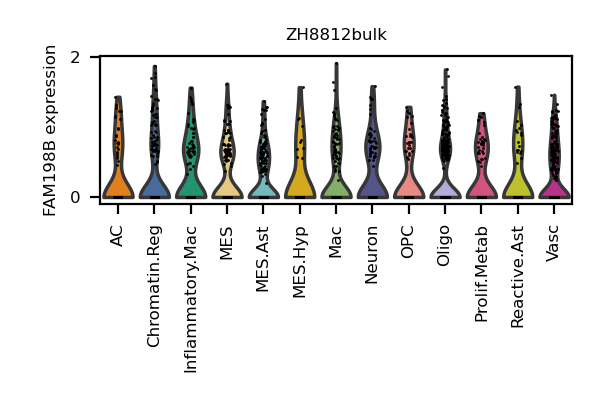 ZH8812bulk
FAM198B expression
2
0
AC
Chromatin.Reg
Inflammatory.Mac
MES
MES.Ast
MES.Hyp
Mac
Neuron
OPC
Oligo
Prolif.Metab
Reactive.Ast
Vasc